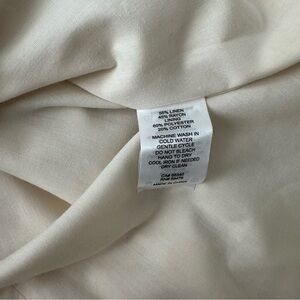 55% LINEN
45% RAYON
LINING
80% POLYESTER
20% COTTON
MACHINE WASH IN
COLD WATER
GENTLE CYCLE
DO NOT BLEACH
HANG TO DRY
COOL IRON IF NEEDED
DRY CLEAN
MADE IN CHINA